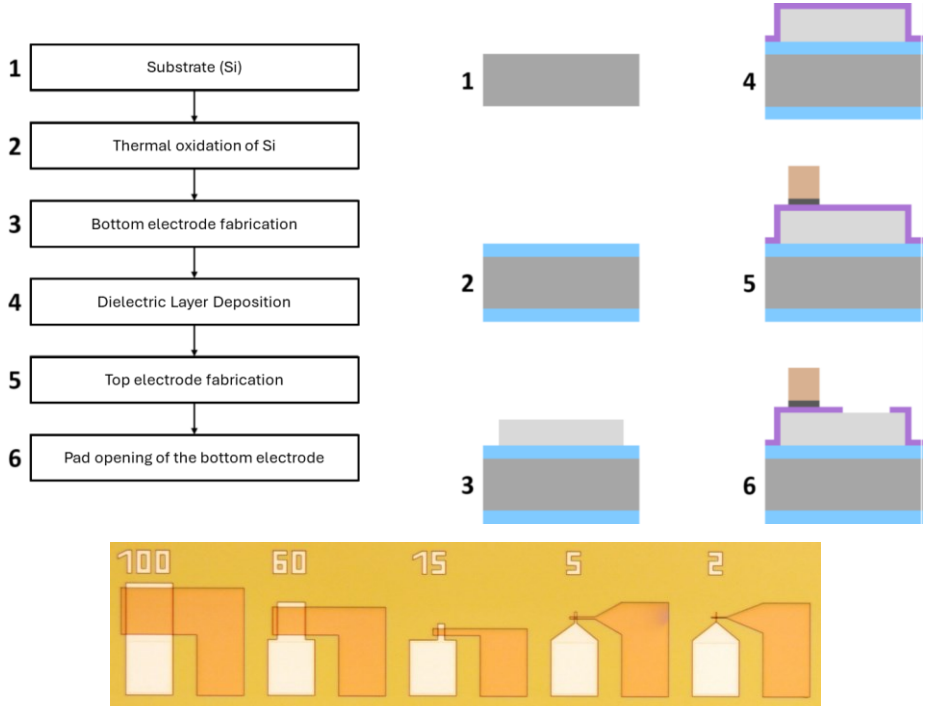 1
Substrate (Si)
2
Thermal oxidation of Si
3
Bottom electrode fabrication
4
Dielectric Layer Deposition
5
Top electrode fabrication
6
Pad opening of the bottom electrode
1
2
3
4
5
6
100
60
15
5
2